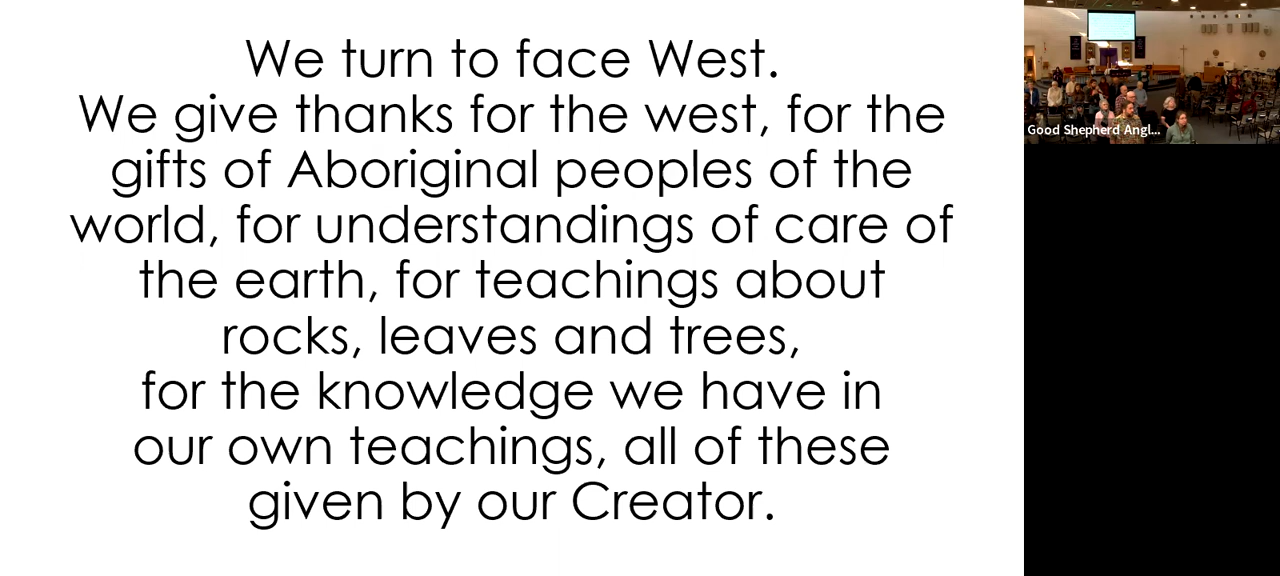 We turn to face West.
We give thanks for the west, for the
gifts of Aboriginal peoples of the
world, for understandings of care of
the earth, for teachings about
rocks, leaves and trees,
for the knowledge we have in
our own teachings, all of these
given by our Creator.
Good Shepherd Angl...